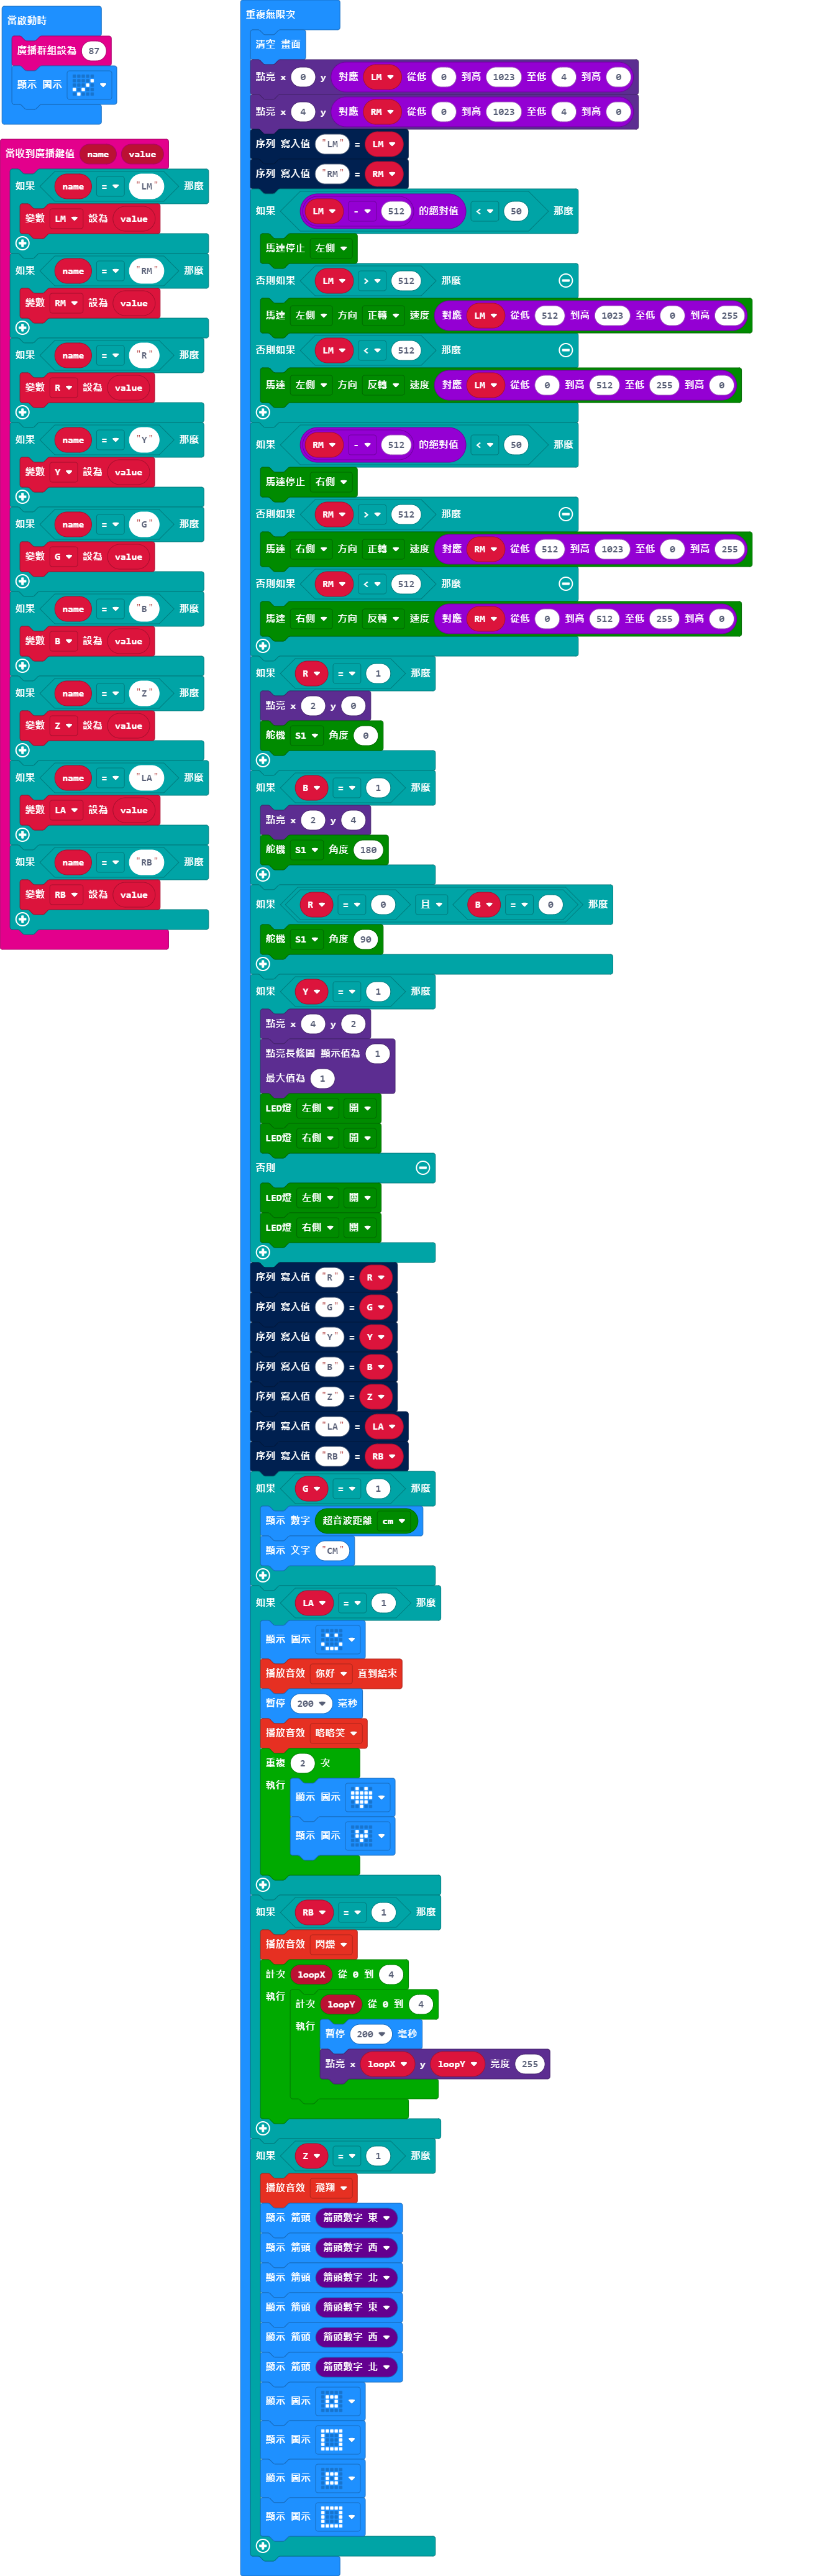 當啟動時
廣播群組設為 87
顯示 圖示
當收到廣播鍵值 name value
如果 name = "LM" 那麼
變數 LM 設為 value
如果 name = "RM" 那麼
變數 RM 設為 value
如果 name = "R" 那麼
變數 R 設為 value
如果 name = "Y" 那麼
變數 Y 設為 value
如果 name = "G" 那麼
變數 G 設為 value
如果 name = "B" 那麼
變數 B 設為 value
如果 name = "Z" 那麼
變數 Z 設為 value
如果 name = "LA" 那麼
變數 LA 設為 value
如果 name = "RB" 那麼
變數 RB 設為 value
重複無限次
清空 畫面
點亮 x 0 y 對應 LM 從低 0 到高 1023 至低 4 到高 0
點亮 x 4 y 對應 RM 從低 0 到高 1023 至低 4 到高 0
序列 寫入值 "LM" = LM
序列 寫入值 "RM" = RM
如果 LM - 512 的絕對值 < 50 那麼
馬達停止 左側
否則如果 LM > 512 那麼
馬達 左側 方向 正轉 速度 對應 LM 從低 512 到高 1023 至低 0 到高 255
否則如果 LM < 512 那麼
馬達 左側 方向 反轉 速度 對應 LM 從低 0 到高 512 至低 255 到高 0
如果 RM - 512 的絕對值 < 50 那麼
馬達停止 右側
否則如果 RM > 512 那麼
馬達 右側 方向 正轉 速度 對應 RM 從低 512 到高 1023 至低 0 到高 255
否則如果 RM < 512 那麼
馬達 右側 方向 反轉 速度 對應 RM 從低 0 到高 512 至低 255 到高 0
如果 R = 1 那麼
點亮 x 2 y 0
舵機 S1 角度 0
如果 B = 1 那麼
點亮 x 2 y 4
舵機 S1 角度 180
如果 R = 0 且 B = 0 那麼
舵機 S1 角度 90
如果 Y = 1 那麼
點亮 x 4 y 2
點亮長條圖 顯示值為 1
最大值為 1
LED燈 左側 開
LED燈 右側 開
否則
LED燈 左側 關
LED燈 右側 關
序列 寫入值 "R" = R
序列 寫入值 "G" = G
序列 寫入值 "Y" = Y
序列 寫入值 "B" = B
序列 寫入值 "Z" = Z
序列 寫入值 "LA" = LA
序列 寫入值 "RB" = RB
如果 G = 1 那麼
顯示 數字 超音波距離 cm
顯示 文字 "CM"
如果 LA = 1 那麼
顯示 圖示
播放音效 你好 直到結束
暫停 200 毫秒
播放音效 咯咯笑
重複 2 次
執行 顯示 圖示
顯示 圖示
如果 RB = 1 那麼
播放音效 閃爍
計次 loopX 從 0 到 4
執行 計次 loopY 從 0 到 4
執行 暫停 200 毫秒
點亮 x loopX y loopY 亮度 255
如果 Z = 1 那麼
播放音效 飛翔
顯示 箭頭 箭頭數字 東
顯示 箭頭 箭頭數字 西
顯示 箭頭 箭頭數字 北
顯示 箭頭 箭頭數字 東
顯示 箭頭 箭頭數字 西
顯示 箭頭 箭頭數字 北
顯示 圖示
顯示 圖示
顯示 圖示
顯示 圖示